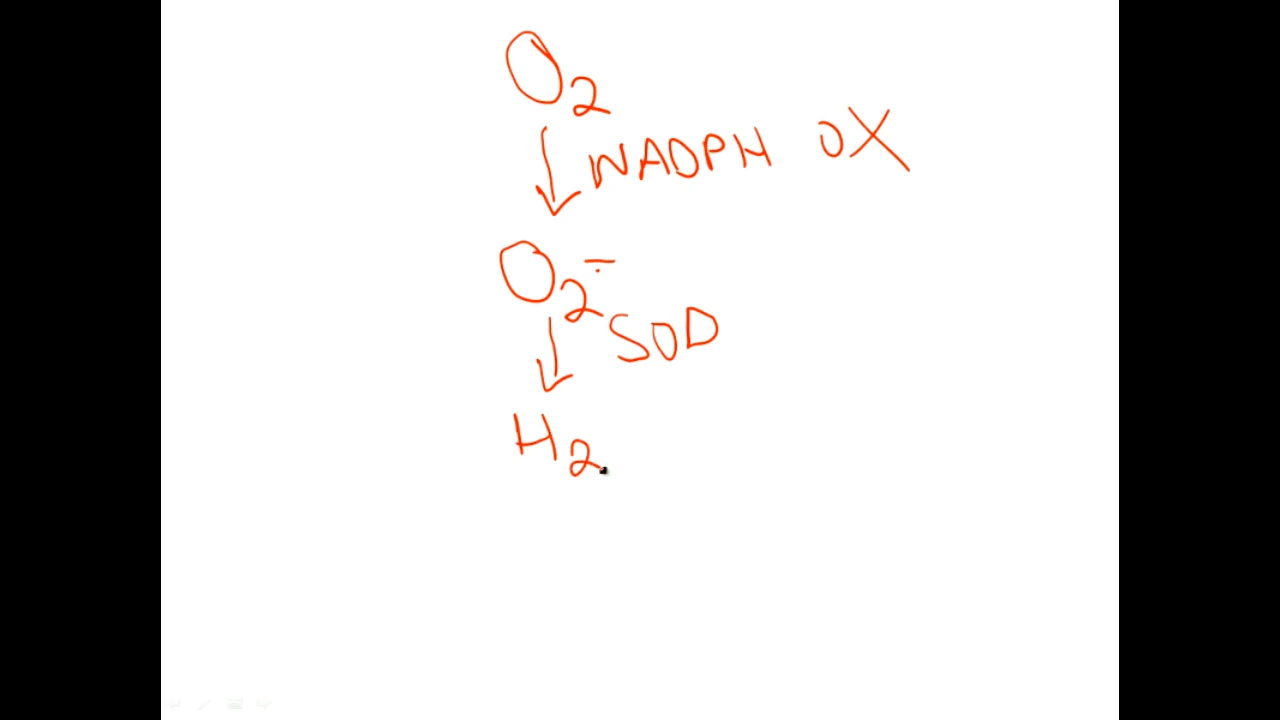 O₂
↓ NADPH OX
O₂⁻̣
↓ SOD
H₂